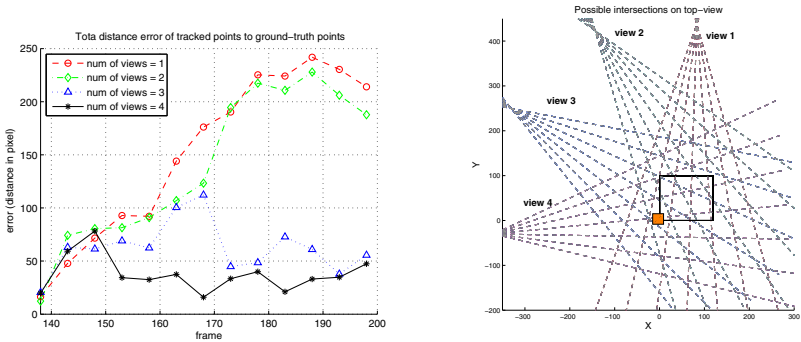 Tota distance error of tracked points to ground−truth points
250
200
150
100
50
0
error (distance in pixel)
num of views = 1
num of views = 2
num of views = 3
num of views = 4
140 150 160 170 180 190 200
frame
Possible intersections on top−view
400
300
200
100
0
−100
−200
Y
view 1
view 2
view 3
view 4
−300 −200 −100 0 100 200 300
X